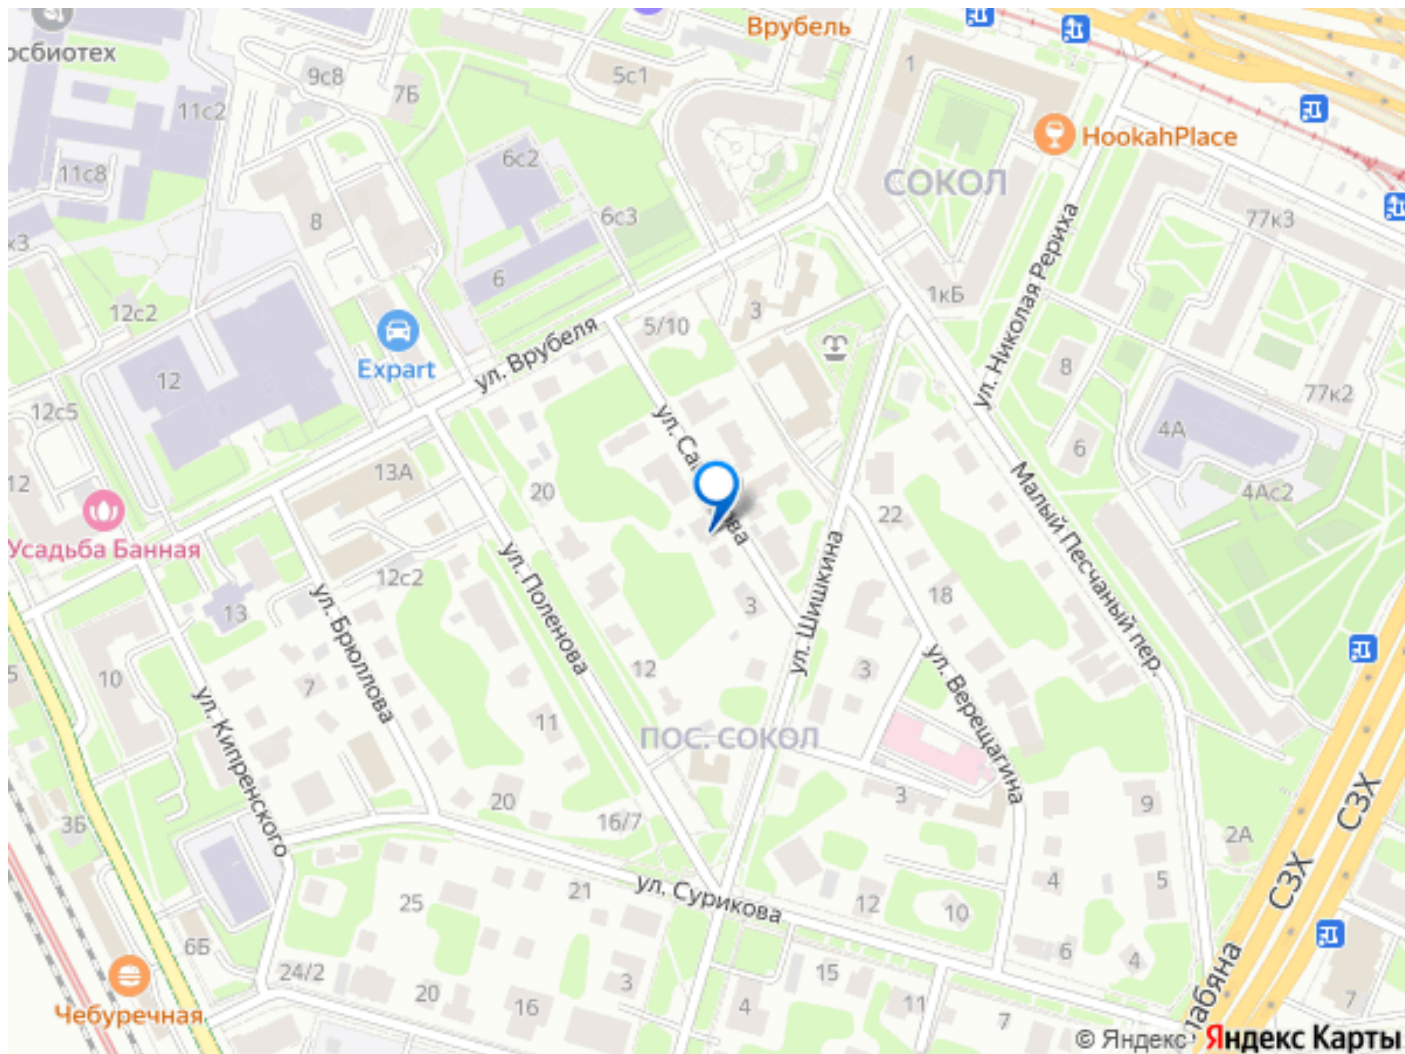 Врубель
осбиотех
9с8
5с1
1
7Б
11с2
HookahPlace
6с2
11с8
СОКОЛ
6с3
8
77к3
ул. Николая Рериха
6
1кБ
12с2
3
5/10
ул. Врубеля
Expart
8
12
77к2
12с5
4А
6
ул. Са
ова
13А
12
20
4Ас2
22
Малый Песчаный пер.
Усадьба Банная
ул. Поленова
ул. Шишкина
12с2
18
13
3
ул. Брюллова
ул. Верещагина
12
3
10
7
5
ул. Кипренского
11
ПОС. СОКОЛ
20
3
9
СЗХ
16/7
3Б
2А
СЗХ
4
5
21
ул. Сурикова
25
12
10
6Б
6
4
24/2
15
3
20
16
4
11
7
7
Чебуречная
лабяна
© Яндекс
Яндекс Карты